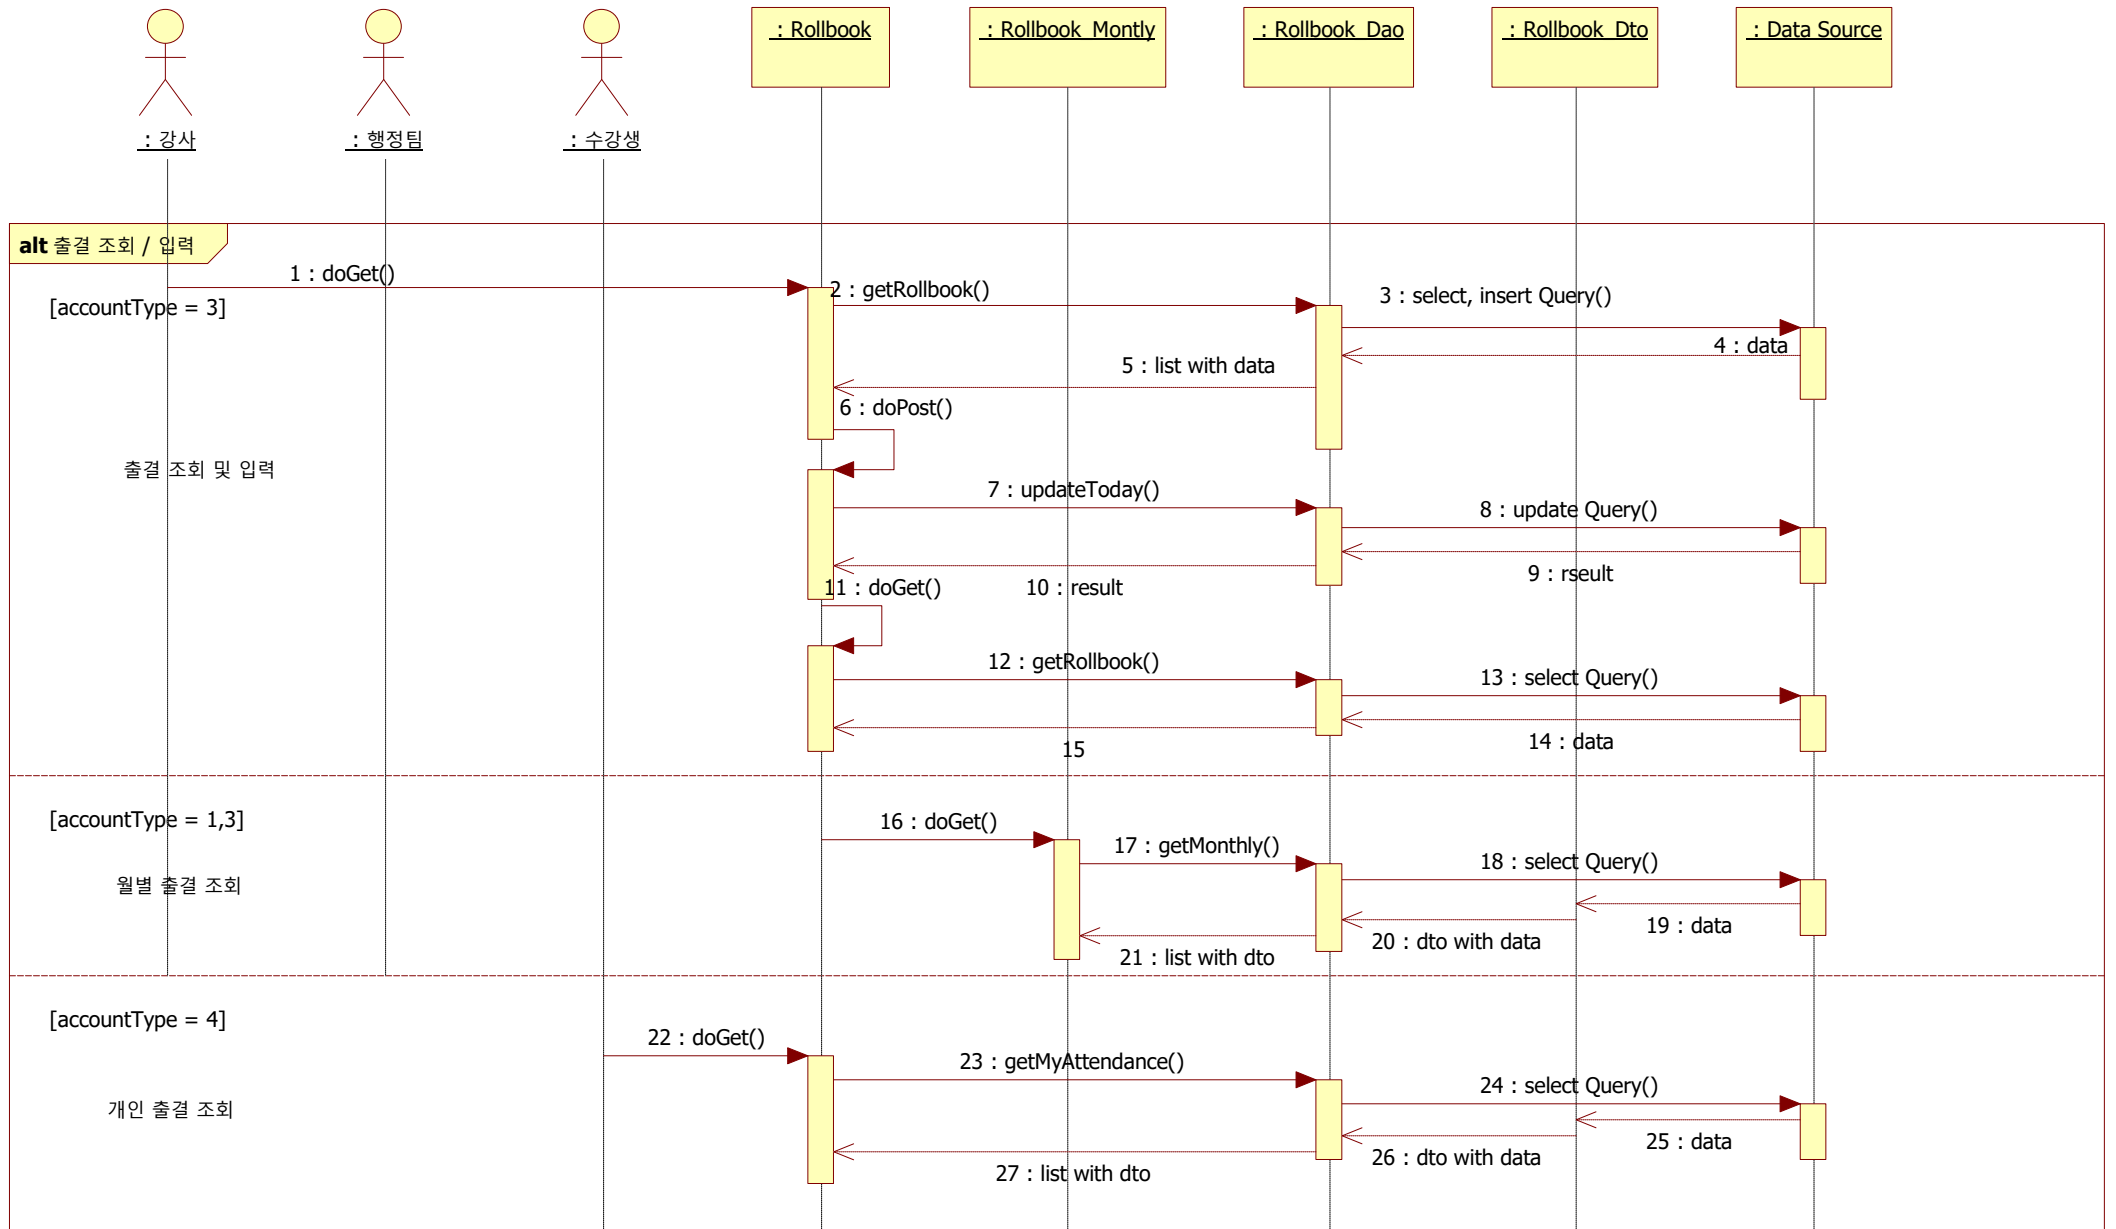 : 강사
: 행정팀
: 수강생
: Rollbook
: Rollbook_Montly
: Rollbook_Dao
: Rollbook_Dto
: Data Source
alt 출결 조회 / 입력
1 : doGet()
[accountType = 3]
2 : getRollbook()
3 : select, insert Query()
4 : data
5 : list with data
6 : doPost()
출결 조회 및 입력
7 : updateToday()
8 : update Query()
9 : rseult
10 : result
11 : doGet()
12 : getRollbook()
13 : select Query()
14 : data
15
[accountType = 1,3]
16 : doGet()
17 : getMonthly()
18 : select Query()
월별 출결 조회
19 : data
20 : dto with data
21 : list with dto
[accountType = 4]
22 : doGet()
23 : getMyAttendance()
24 : select Query()
개인 출결 조회
25 : data
26 : dto with data
27 : list with dto